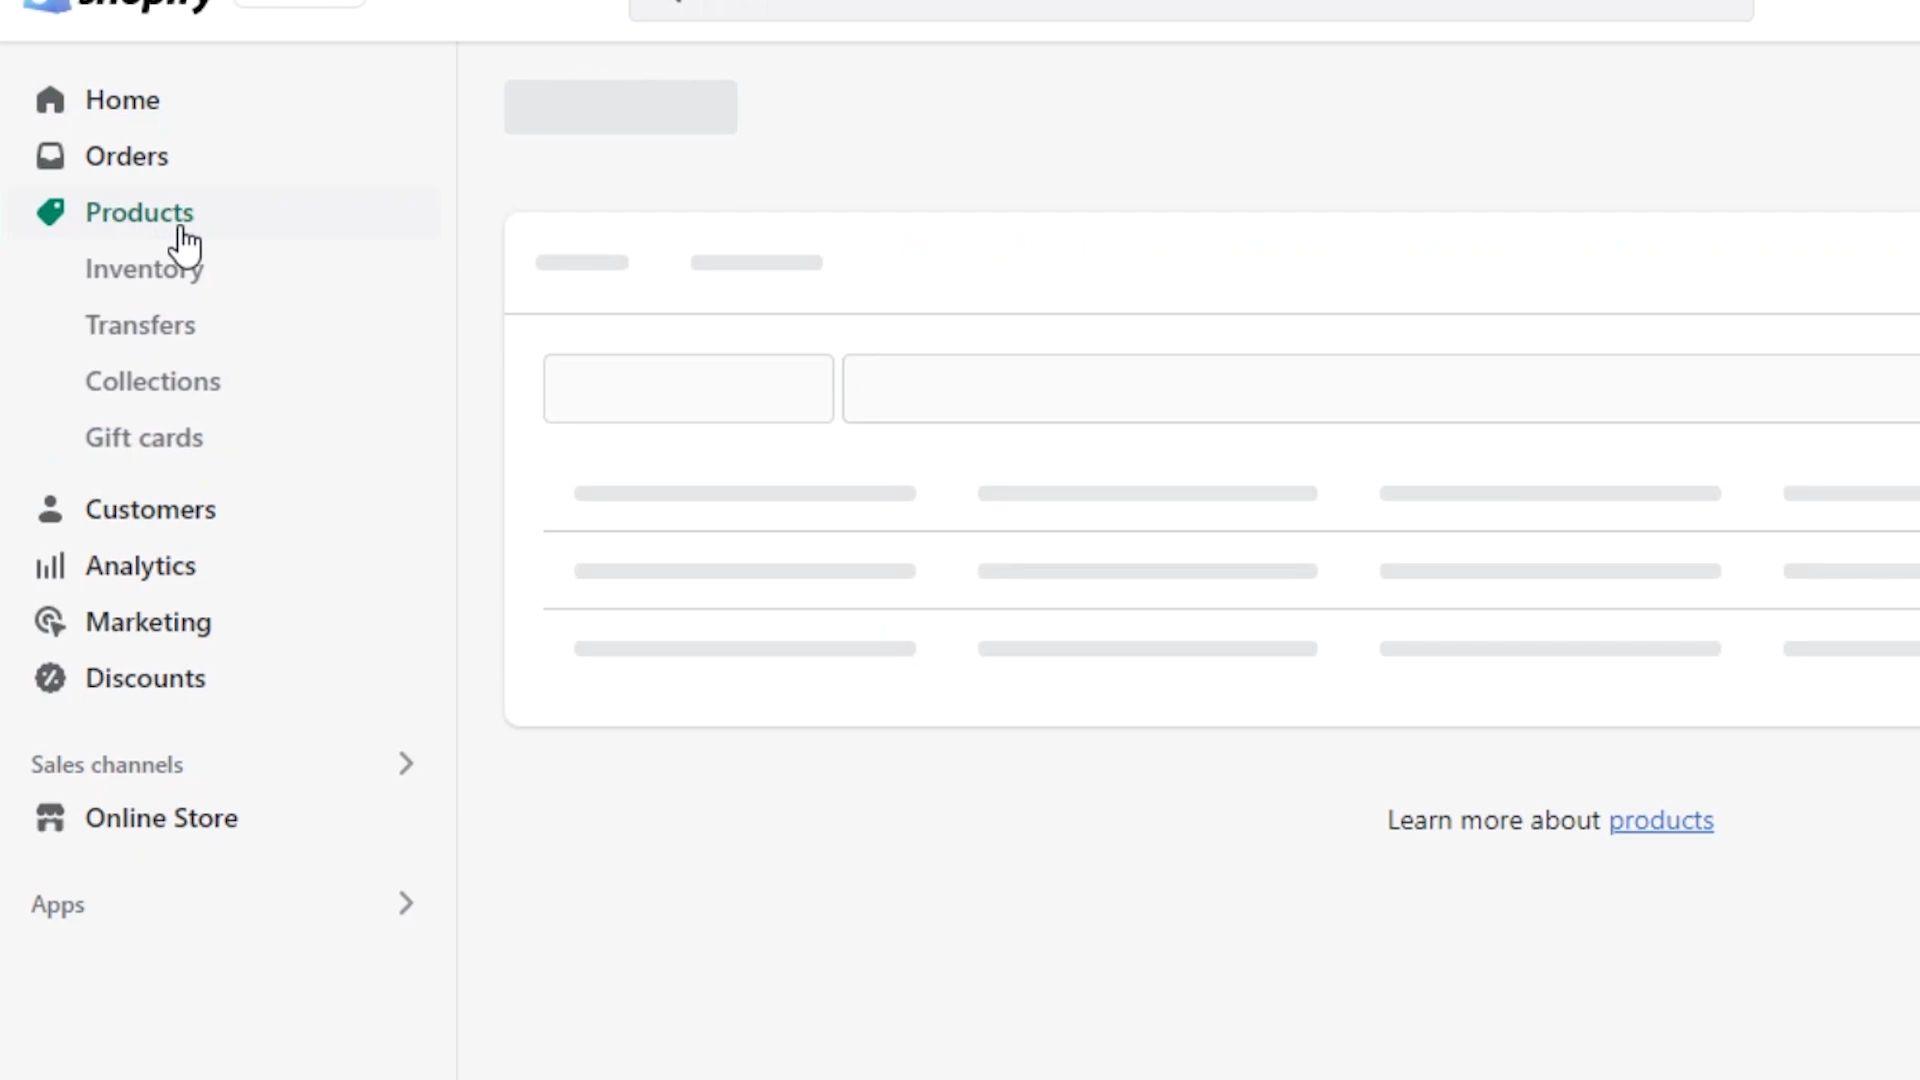 shopify
Home
Orders
Products
Inventory
Transfers
Collections
Gift cards
Customers
Analytics
Marketing
Discounts
Sales channels
Online Store
Apps
Learn more about products